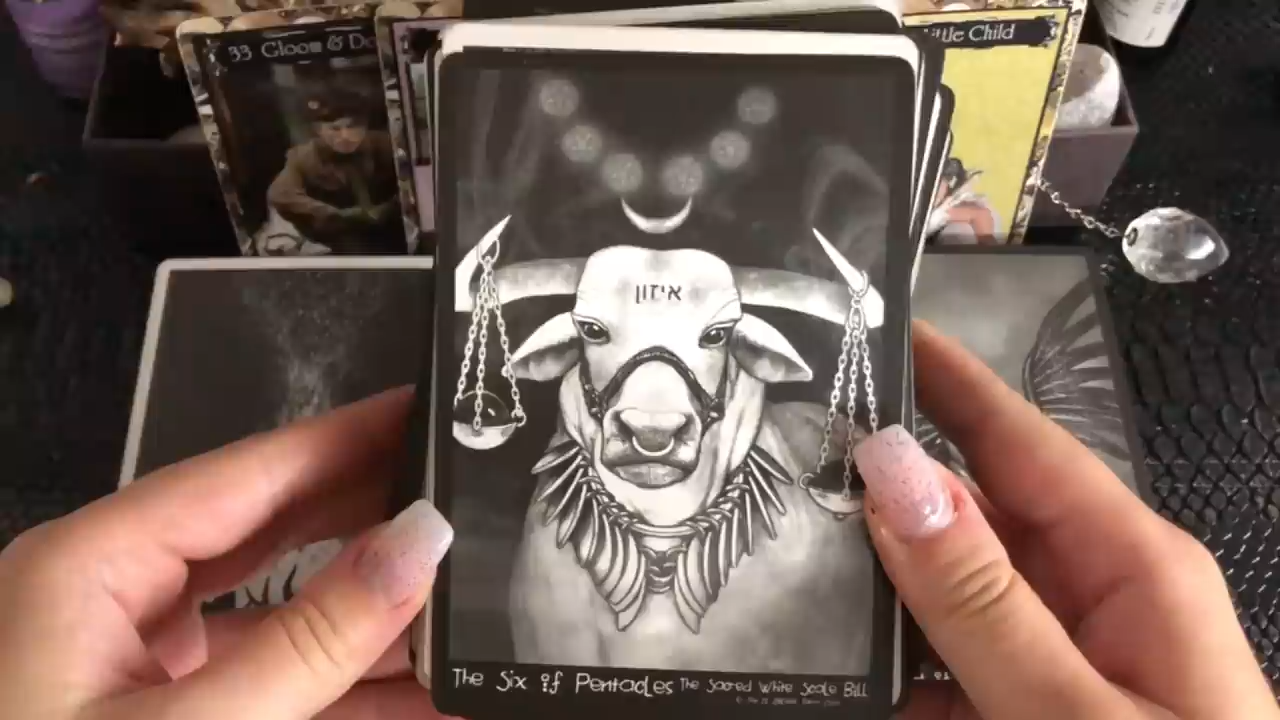 33 Gloom & Do
ittle Child
איזון
The Six of Pentacles The Sacred White Scale Bull